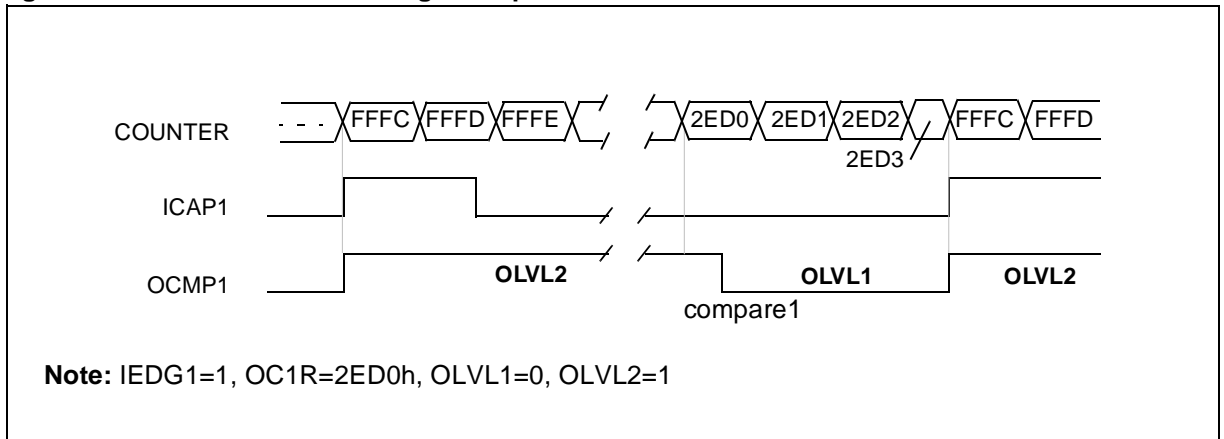 COUNTER - - - FFFC FFFD FFFE 2ED0 2ED1 2ED2 FFFC FFFD
2ED3
ICAP1
OCMP1 OLVL2 OLVL1 OLVL2
compare1
Note: IEDG1=1, OC1R=2ED0h, OLVL1=0, OLVL2=1